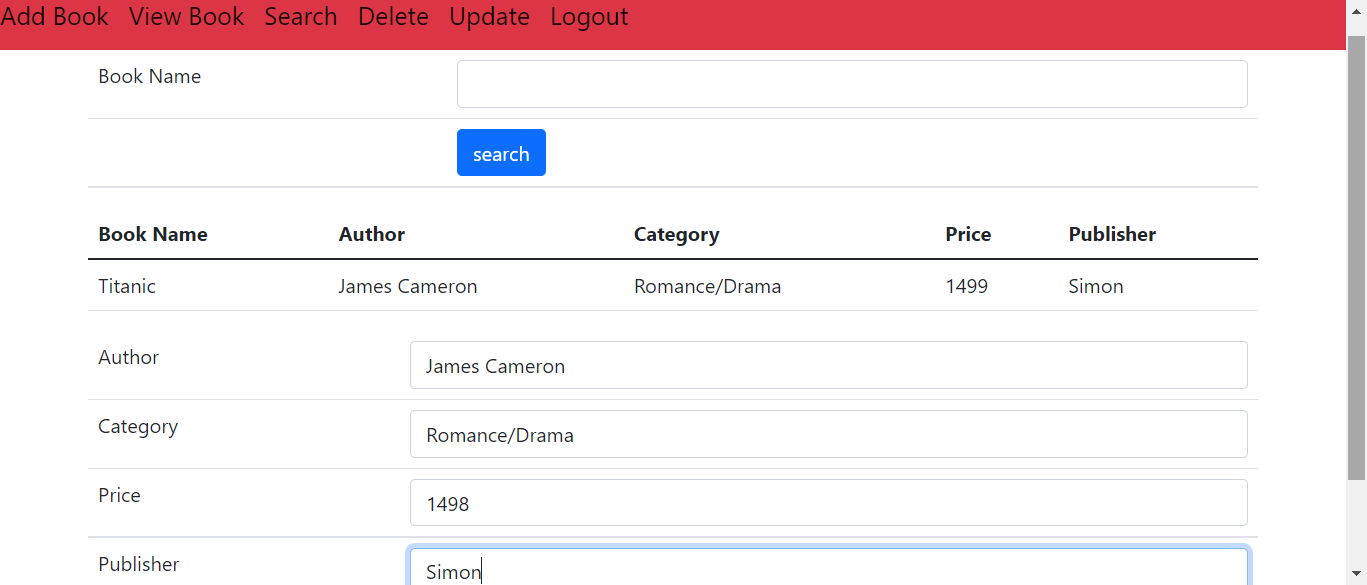 Add Book View Book Search Delete Update Logout
Book Name
search
Book Name Author Category Price Publisher
Titanic James Cameron Romance/Drama 1499 Simon
Author James Cameron
Category Romance/Drama
Price 1498
Publisher Simon